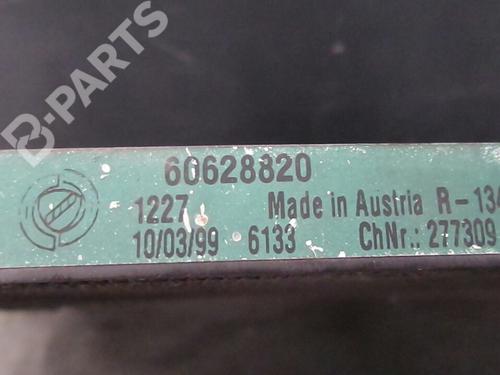 B-PARTS
60628820
1227 Made in Austria R-134
10/03/99 6133 ChNr.: 277309